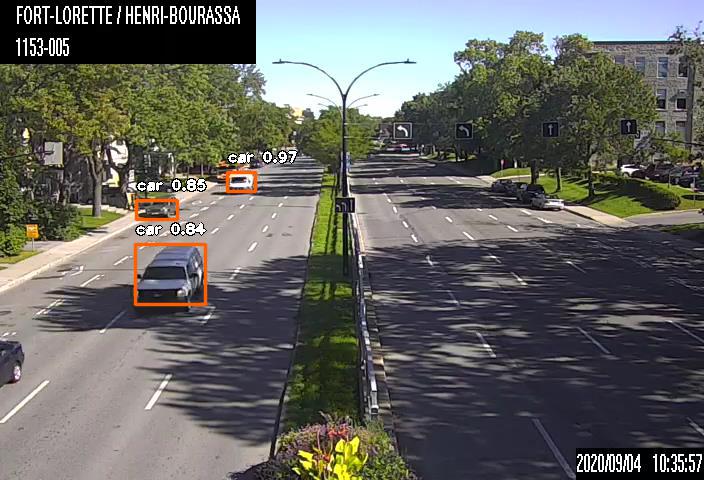 FORT-LORETTE / HENRI-BOURASSA
1153-005
car 0.97
car 0.85
car 0.84
2020/09/04 10:35:57